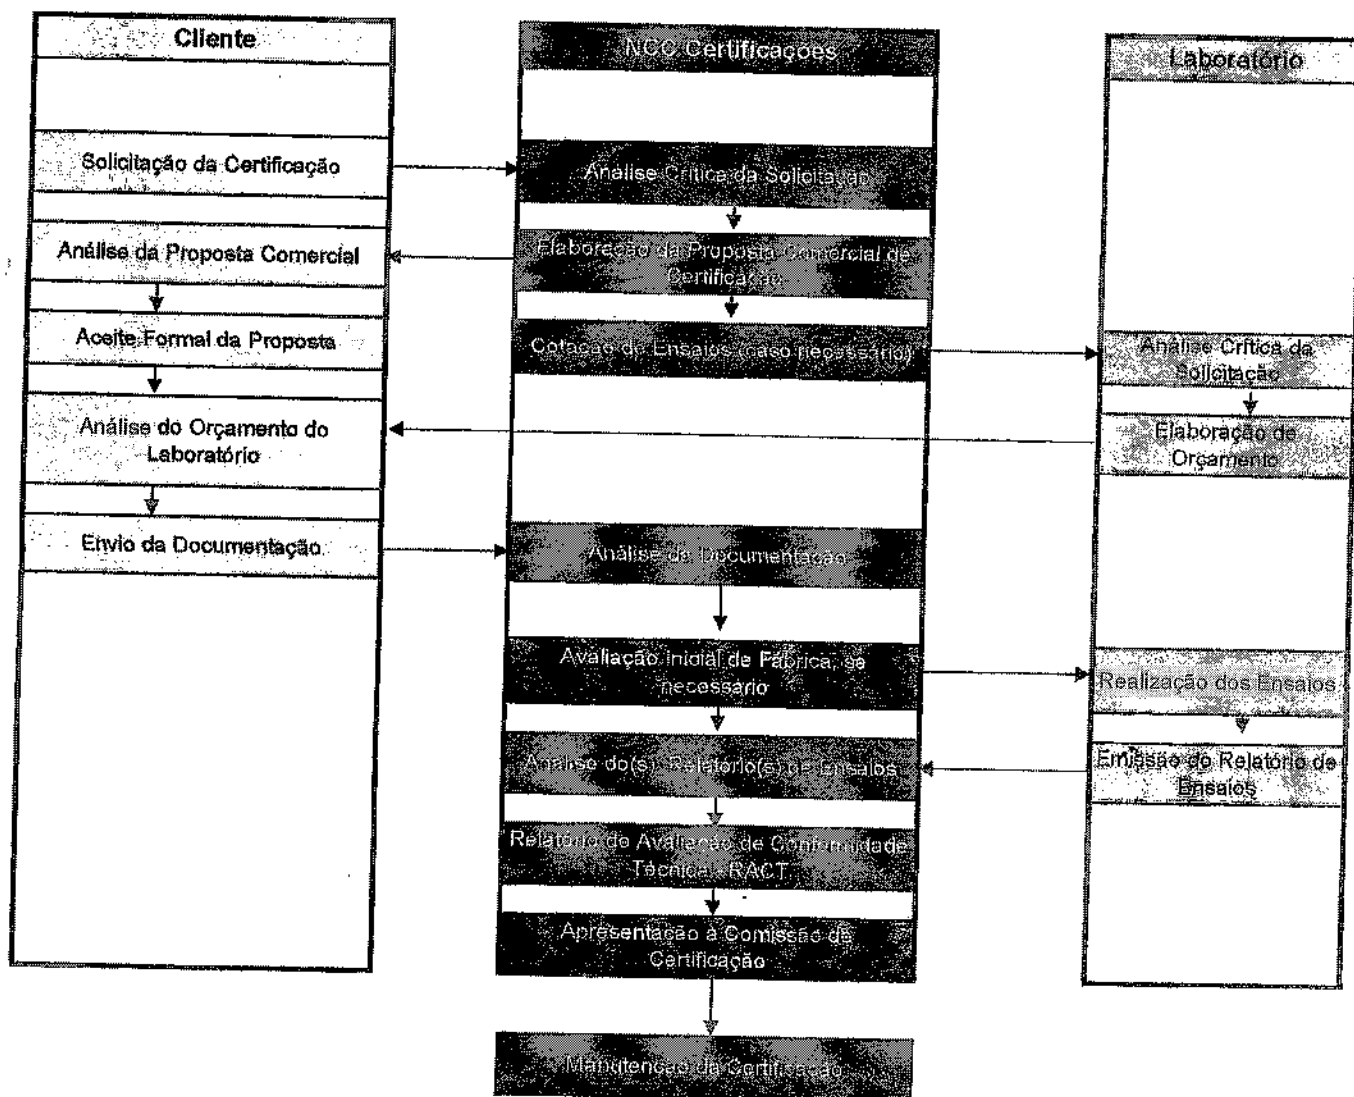 Cliente
Solicitação da Certificação
Análise da Proposta Comercial
Aceite Formal da Proposta
Análise do Orçamento do
Laboratório
Envio da Documentação
NCC Certificações
Análise Crítica da Solicitação
Elaboração da Proposta Comercial de
Certificação
Cotação de Ensaios (caso necessário)
Análise da Documentação
Avaliação Inicial de Fábrica, se
necessário
Análise do(s) Relatório(s) de Ensaios
Relatório de Avaliação de Conformidade
Técnica - RACT
Apresentação à Comissão de
Certificação
Manutenção da Certificação
Laboratório
Análise Crítica da
Solicitação
Elaboração de
Orçamento
Realização dos Ensaios
Emissão do Relatório de
Ensaios